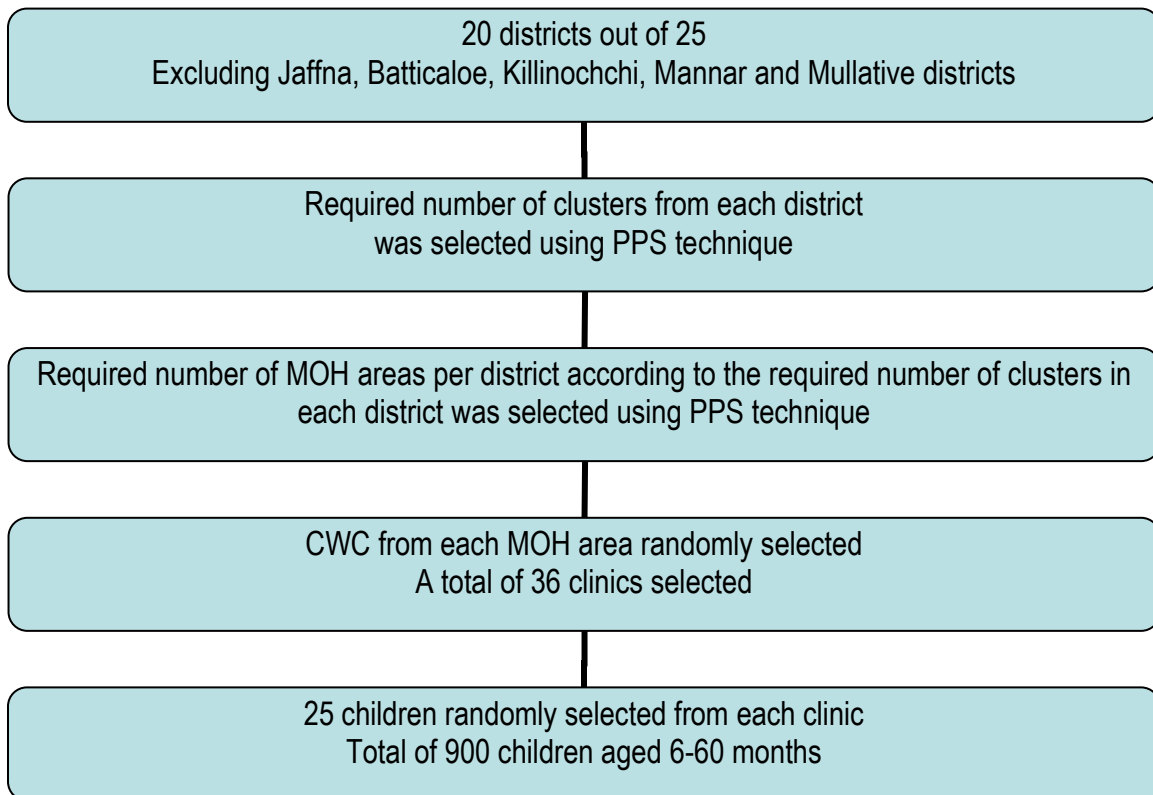 20 districts out of 25
Excluding Jaffna, Batticaloe, Killinochchi, Mannar and Mullative districts
Required number of clusters from each district
was selected using PPS technique
Required number of MOH areas per district according to the required number of clusters in
each district was selected using PPS technique
CWC from each MOH area randomly selected
A total of 36 clinics selected
25 children randomly selected from each clinic
Total of 900 children aged 6-60 months